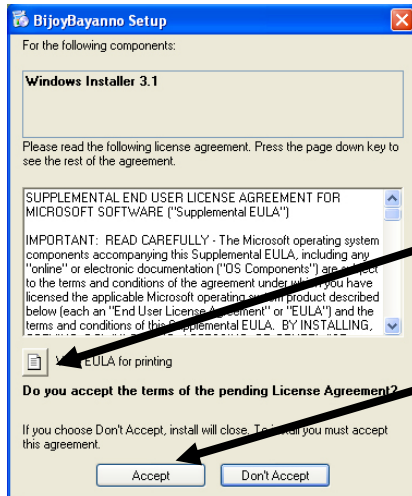 BijoyBayanno Setup
For the following components:
Windows Installer 3.1
Please read the following license agreement. Press the page down key to
see the rest of the agreement.
SUPPLEMENTAL END USER LICENSE AGREEMENT FOR
MICROSOFT SOFTWARE ("Supplemental EULA")
IMPORTANT: READ CAREFULLY - The Microsoft operating system
components accompanying this Supplemental EULA, including any
"online" or electronic documentation ("OS Components") are subject
to the terms and conditions of the agreement under which you have
licensed the applicable Microsoft operating system product described
below (each an "End User License Agreement" or "EULA") and the
terms and conditions of this Supplemental EULA. BY INSTALLING,
EULA for printing
Do you accept the terms of the pending License Agreement?
If you choose Don't Accept, install will close. To install you must accept
this agreement.
Accept
Don't Accept